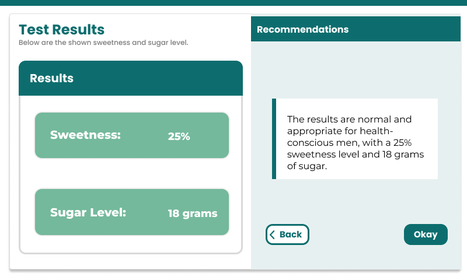 Test Results
Below are the shown sweetness and sugar level.
Results
Sweetness: 25%
Sugar Level: 18 grams
Recommendations
The results are normal and
appropriate for health-
conscious men, with a 25%
sweetness level and 18 grams
of sugar.
Back
Okay